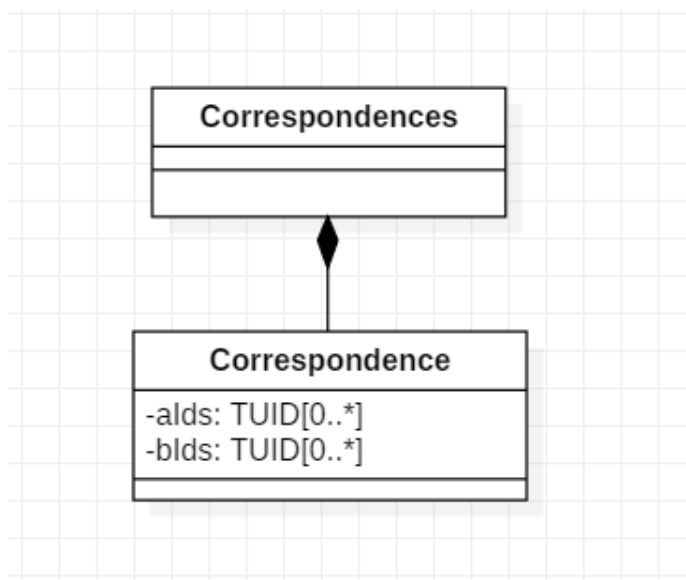 Correspondences
Correspondence
-aIds: TUID[0..*]
-bIds: TUID[0..*]